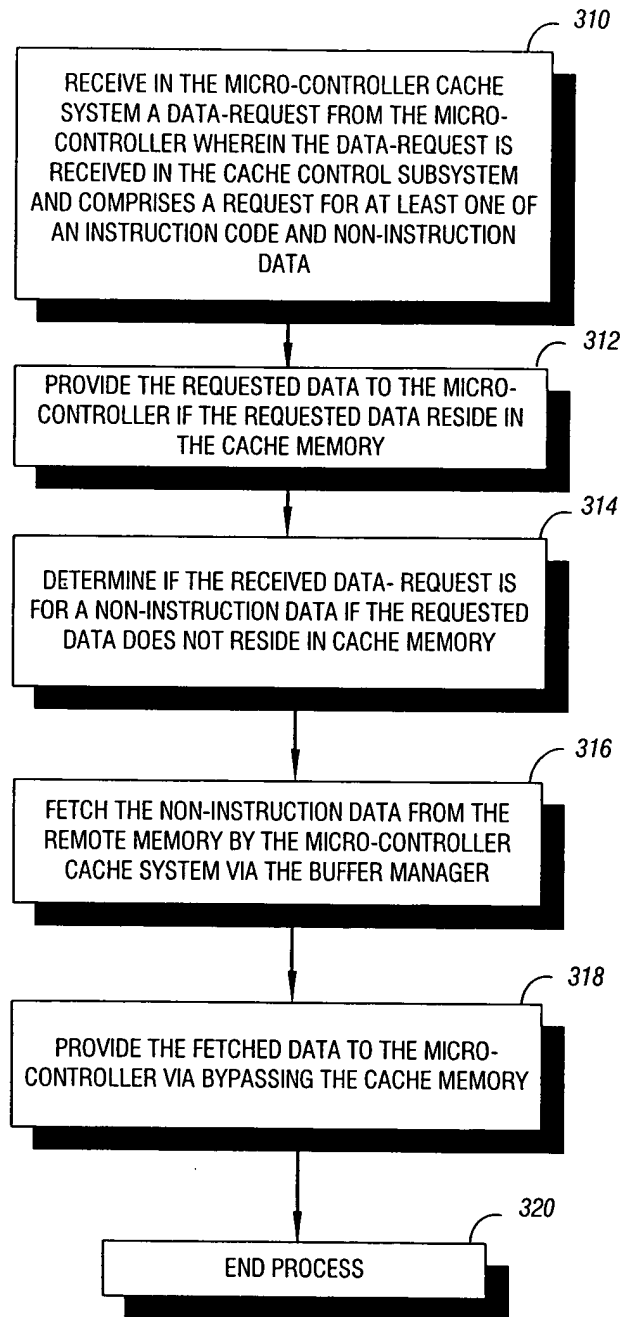 310
RECEIVE IN THE MICRO-CONTROLLER CACHE
SYSTEM A DATA-REQUEST FROM THE MICRO-
CONTROLLER WHEREIN THE DATA-REQUEST IS
RECEIVED IN THE CACHE CONTROL SUBSYSTEM
AND COMPRISES A REQUEST FOR AT LEAST ONE OF
AN INSTRUCTION CODE AND NON-INSTRUCTION
DATA
312
PROVIDE THE REQUESTED DATA TO THE MICRO-
CONTROLLER IF THE REQUESTED DATA RESIDE IN
THE CACHE MEMORY
314
DETERMINE IF THE RECEIVED DATA- REQUEST IS
FOR A NON-INSTRUCTION DATA IF THE REQUESTED
DATA DOES NOT RESIDE IN CACHE MEMORY
316
FETCH THE NON-INSTRUCTION DATA FROM THE
REMOTE MEMORY BY THE MICRO-CONTROLLER
CACHE SYSTEM VIA THE BUFFER MANAGER
318
PROVIDE THE FETCHED DATA TO THE MICRO-
CONTROLLER VIA BYPASSING THE CACHE MEMORY
320
END PROCESS